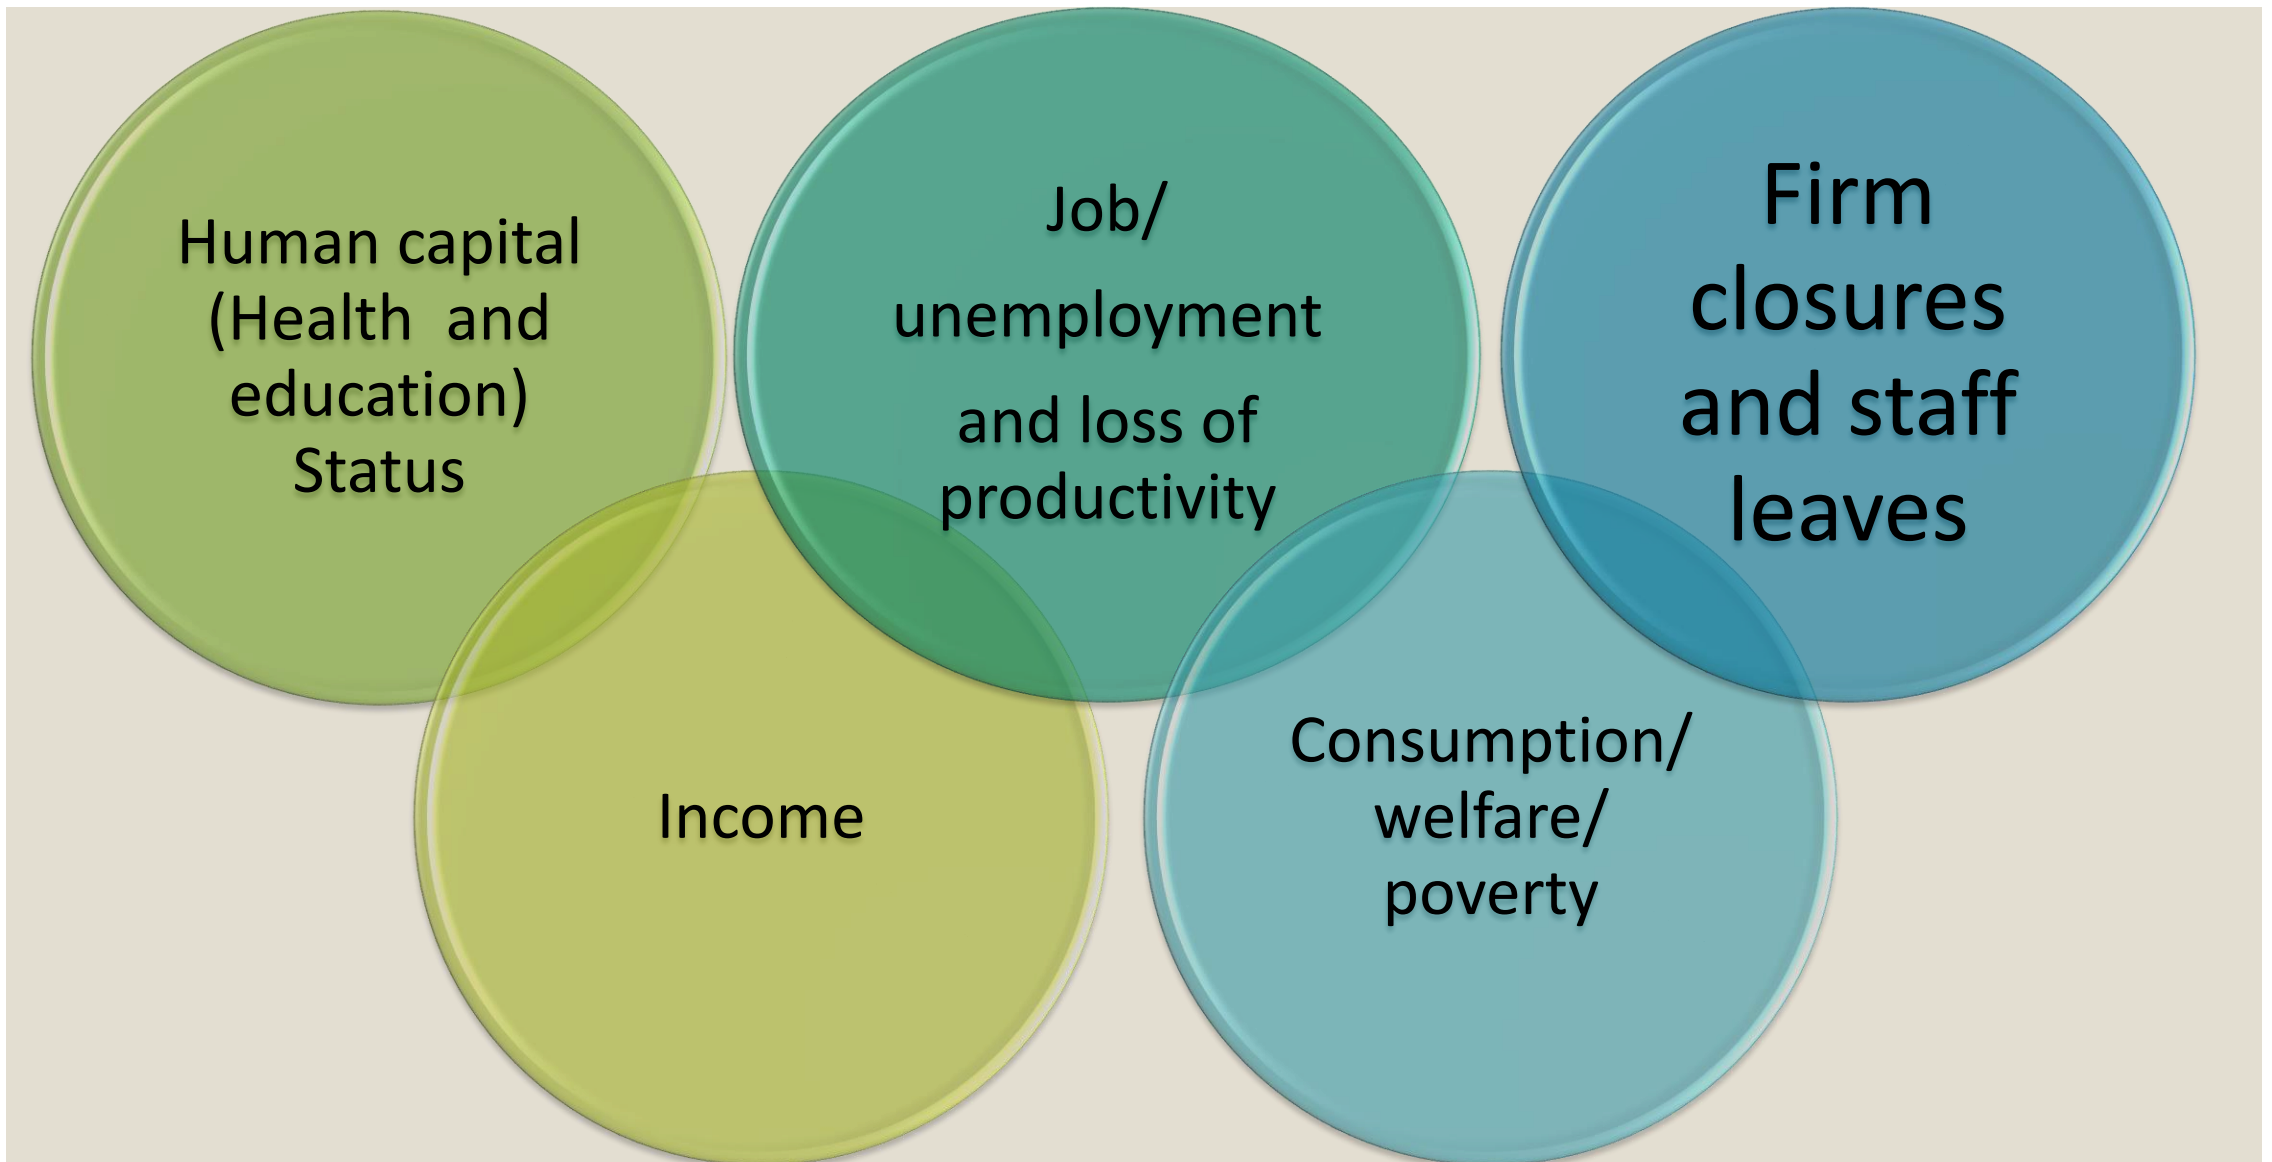 Human capital
(Health  and
education)
Status
Income
Job/
unemployment
and loss of
productivity
Consumption/
welfare/
poverty
Firm
closures
and staff
leaves